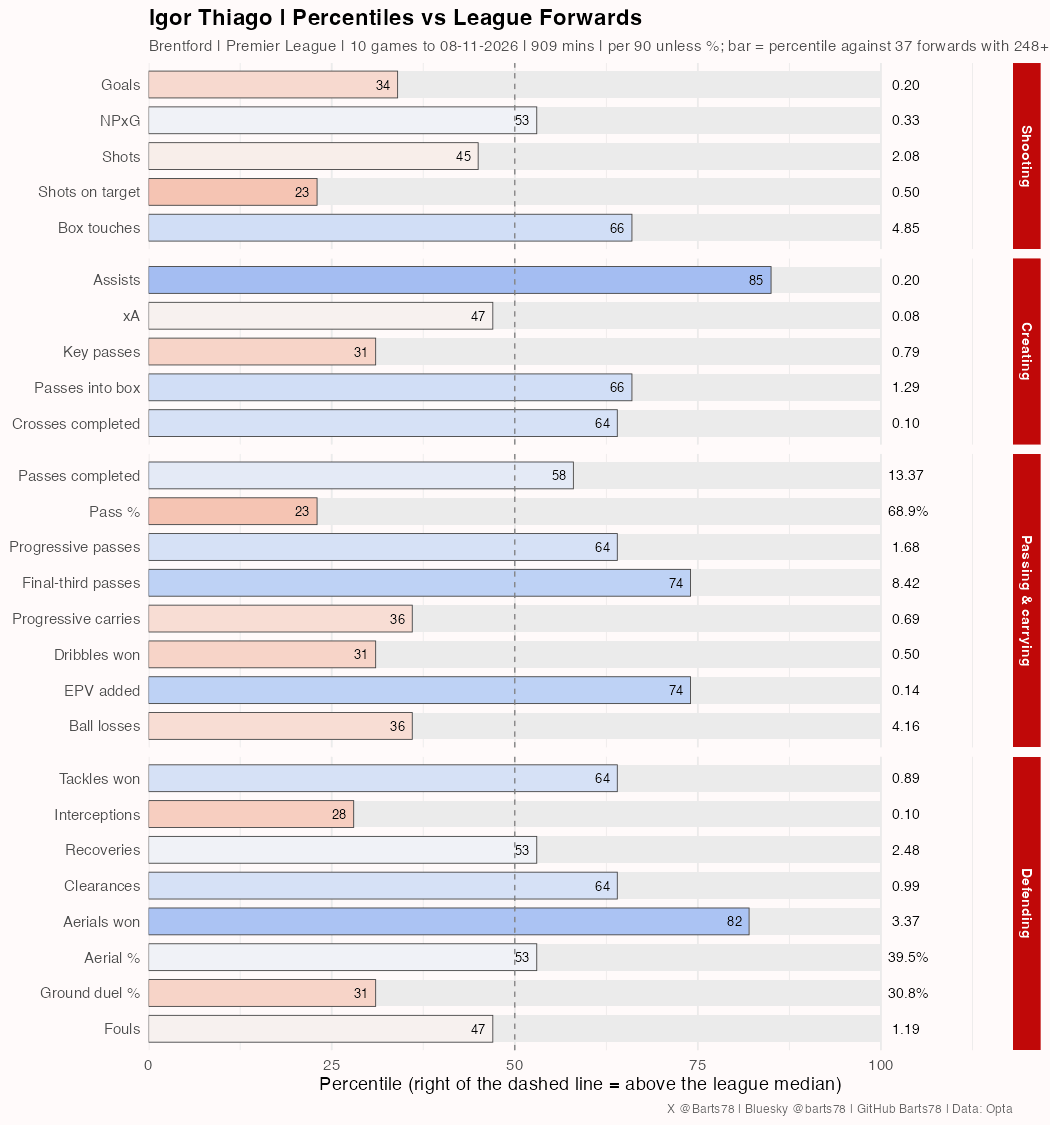 Igor Thiago | Percentiles vs League Forwards
Brentford | Premier League | 10 games to 08-11-2026 | 909 mins | per 90 unless %; bar = percentile against 37 forwards with 248+
Goals 34 0.20
NPxG 53 0.33
Shots 45 2.08
Shots on target 23 0.50
Box touches 66 4.85
Shooting
Assists 85 0.20
xA 47 0.08
Key passes 31 0.79
Passes into box 66 1.29
Crosses completed 64 0.10
Creating
Passes completed 58 13.37
Pass % 23 68.9%
Progressive passes 64 1.68
Final-third passes 74 8.42
Progressive carries 36 0.69
Dribbles won 31 0.50
EPV added 74 0.14
Ball losses 36 4.16
Passing & carrying
Tackles won 64 0.89
Interceptions 28 0.10
Recoveries 53 2.48
Clearances 64 0.99
Aerials won 82 3.37
Aerial % 53 39.5%
Ground duel % 31 30.8%
Fouls 47 1.19
Defending
0 25 50 75 100
Percentile (right of the dashed line = above the league median)
X @Barts78 | Bluesky @barts78 | GitHub Barts78 | Data: Opta